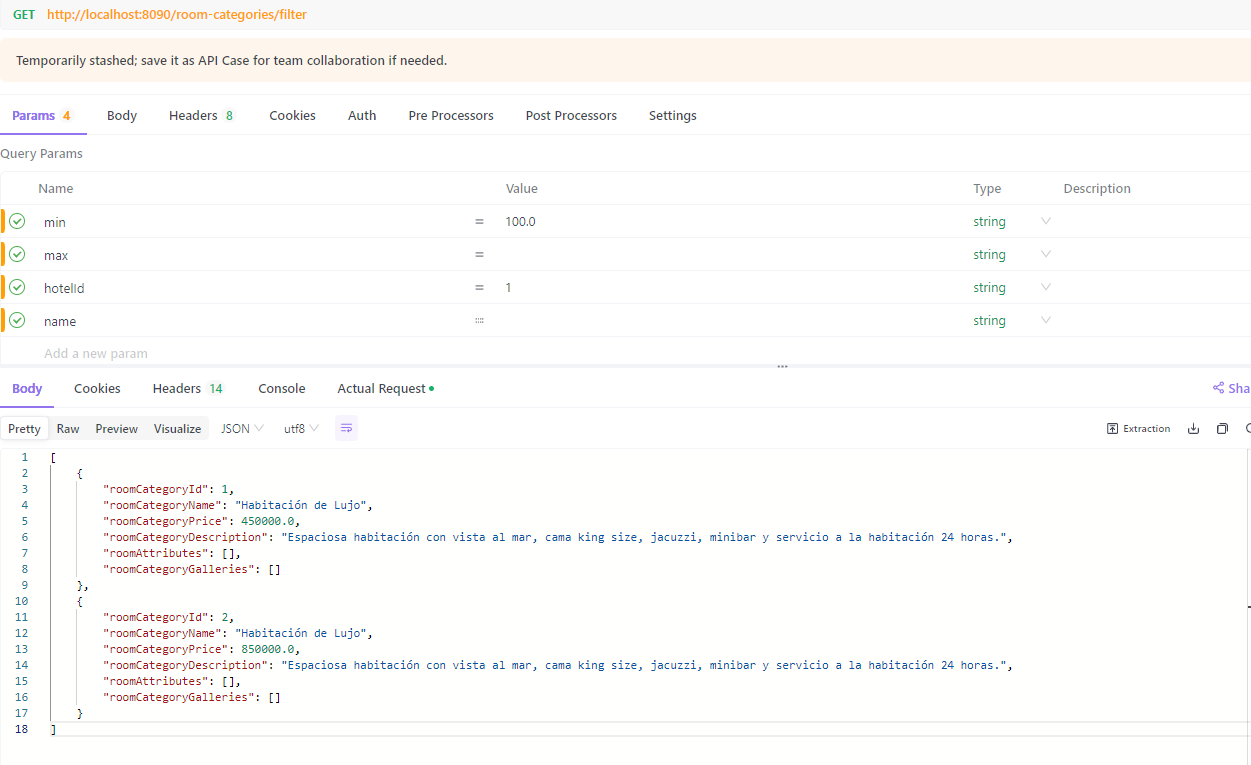 GET http://localhost:8090/room-categories/filter
Temporarily stashed; save it as API Case for team collaboration if needed.
Params 4 Body Headers 8 Cookies Auth Pre Processors Post Processors Settings
Query Params
Name Value Type Description
min = 100.0 string
max = string
hotelId = 1 string
name = string
Add a new param
Body Cookies Headers 14 Console Actual Request Sha
Pretty Raw Preview Visualize JSON utf8 Extraction
1 [
2 {
3 "roomCategoryId": 1,
4 "roomCategoryName": "Habitación de Lujo",
5 "roomCategoryPrice": 450000.0,
6 "roomCategoryDescription": "Espaciosa habitación con vista al mar, cama king size, jacuzzi, minibar y servicio a la habitación 24 horas.",
7 "roomAttributes": [],
8 "roomCategoryGalleries": []
9 },
10 {
11 "roomCategoryId": 2,
12 "roomCategoryName": "Habitación de Lujo",
13 "roomCategoryPrice": 850000.0,
14 "roomCategoryDescription": "Espaciosa habitación con vista al mar, cama king size, jacuzzi, minibar y servicio a la habitación 24 horas.",
15 "roomAttributes": [],
16 "roomCategoryGalleries": []
17 }
18 ]